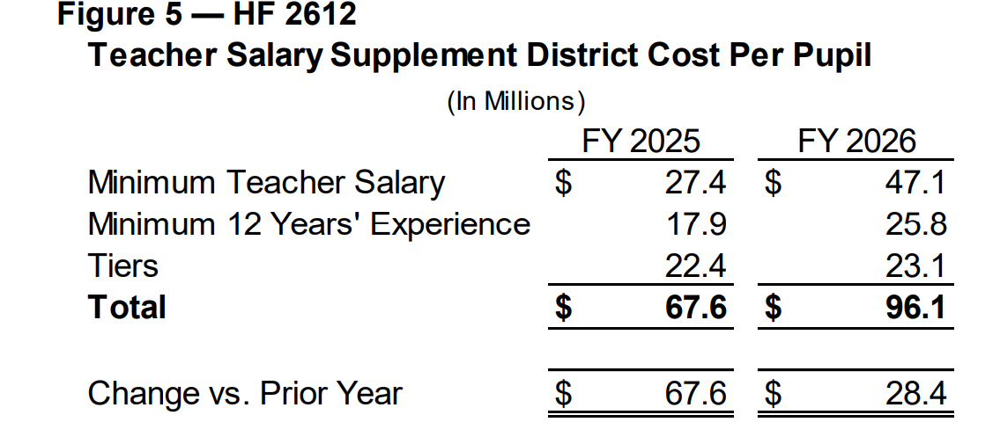 Figure 5 — HF 2612
Teacher Salary Supplement District Cost Per Pupil
(In Millions)
FY 2025 FY 2026
Minimum Teacher Salary $ 27.4 $ 47.1
Minimum 12 Years' Experience 17.9 25.8
Tiers 22.4 23.1
Total $ 67.6 $ 96.1
Change vs. Prior Year $ 67.6 $ 28.4